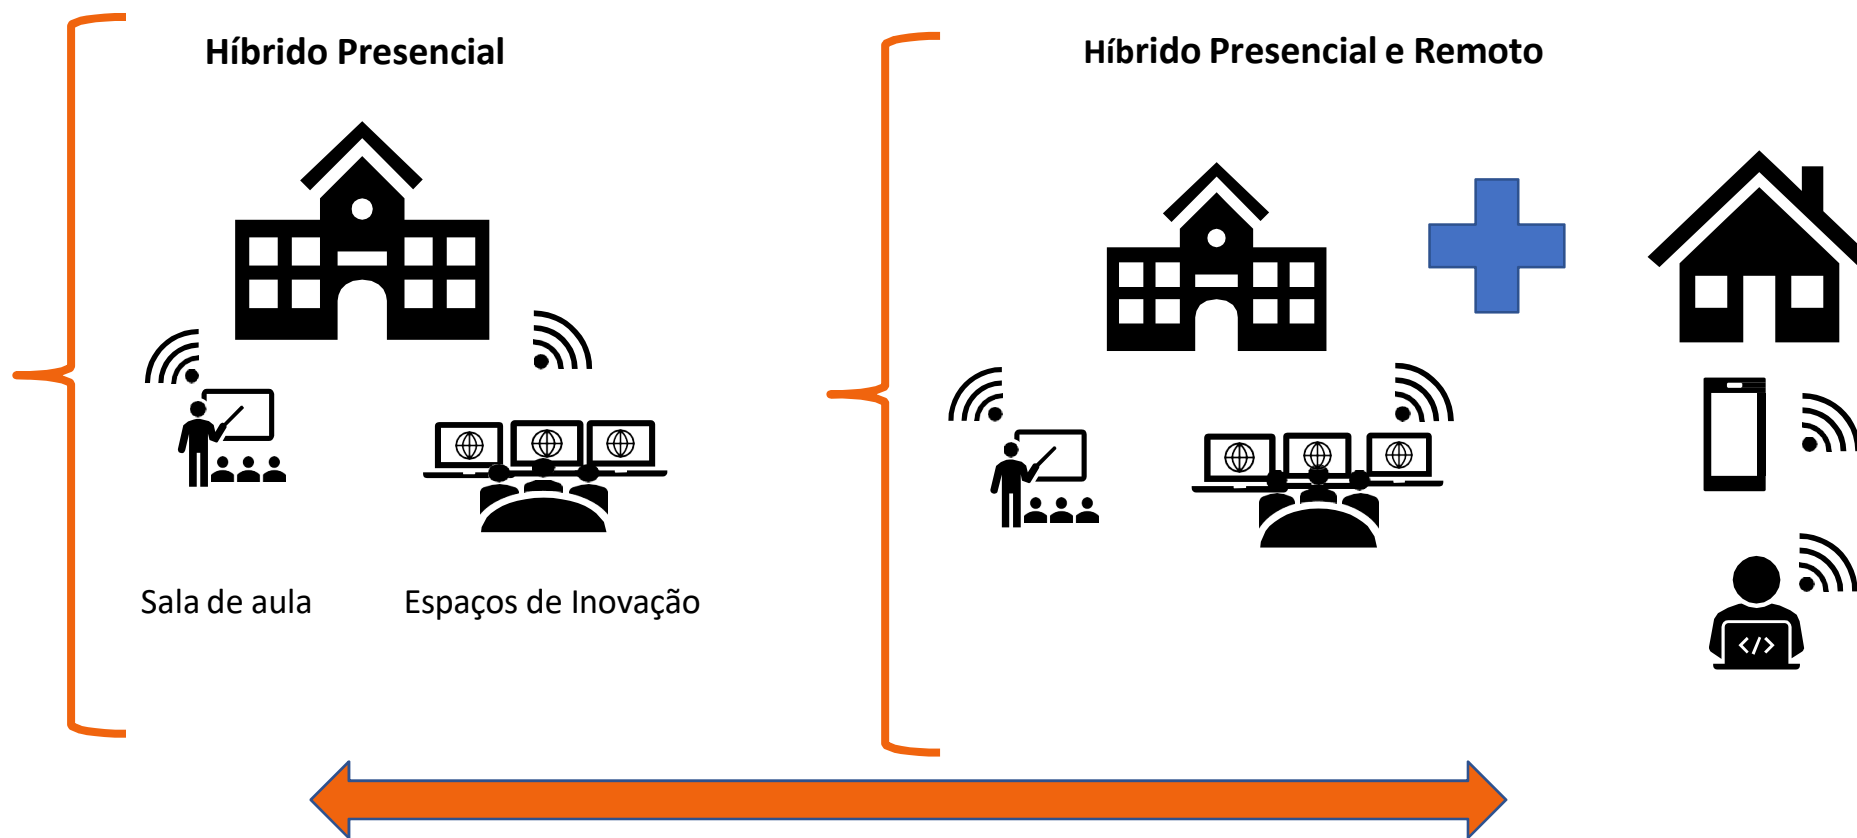 Híbrido Presencial
Híbrido Presencial e Remoto
</>
Sala de aula
Espaços de Inovação